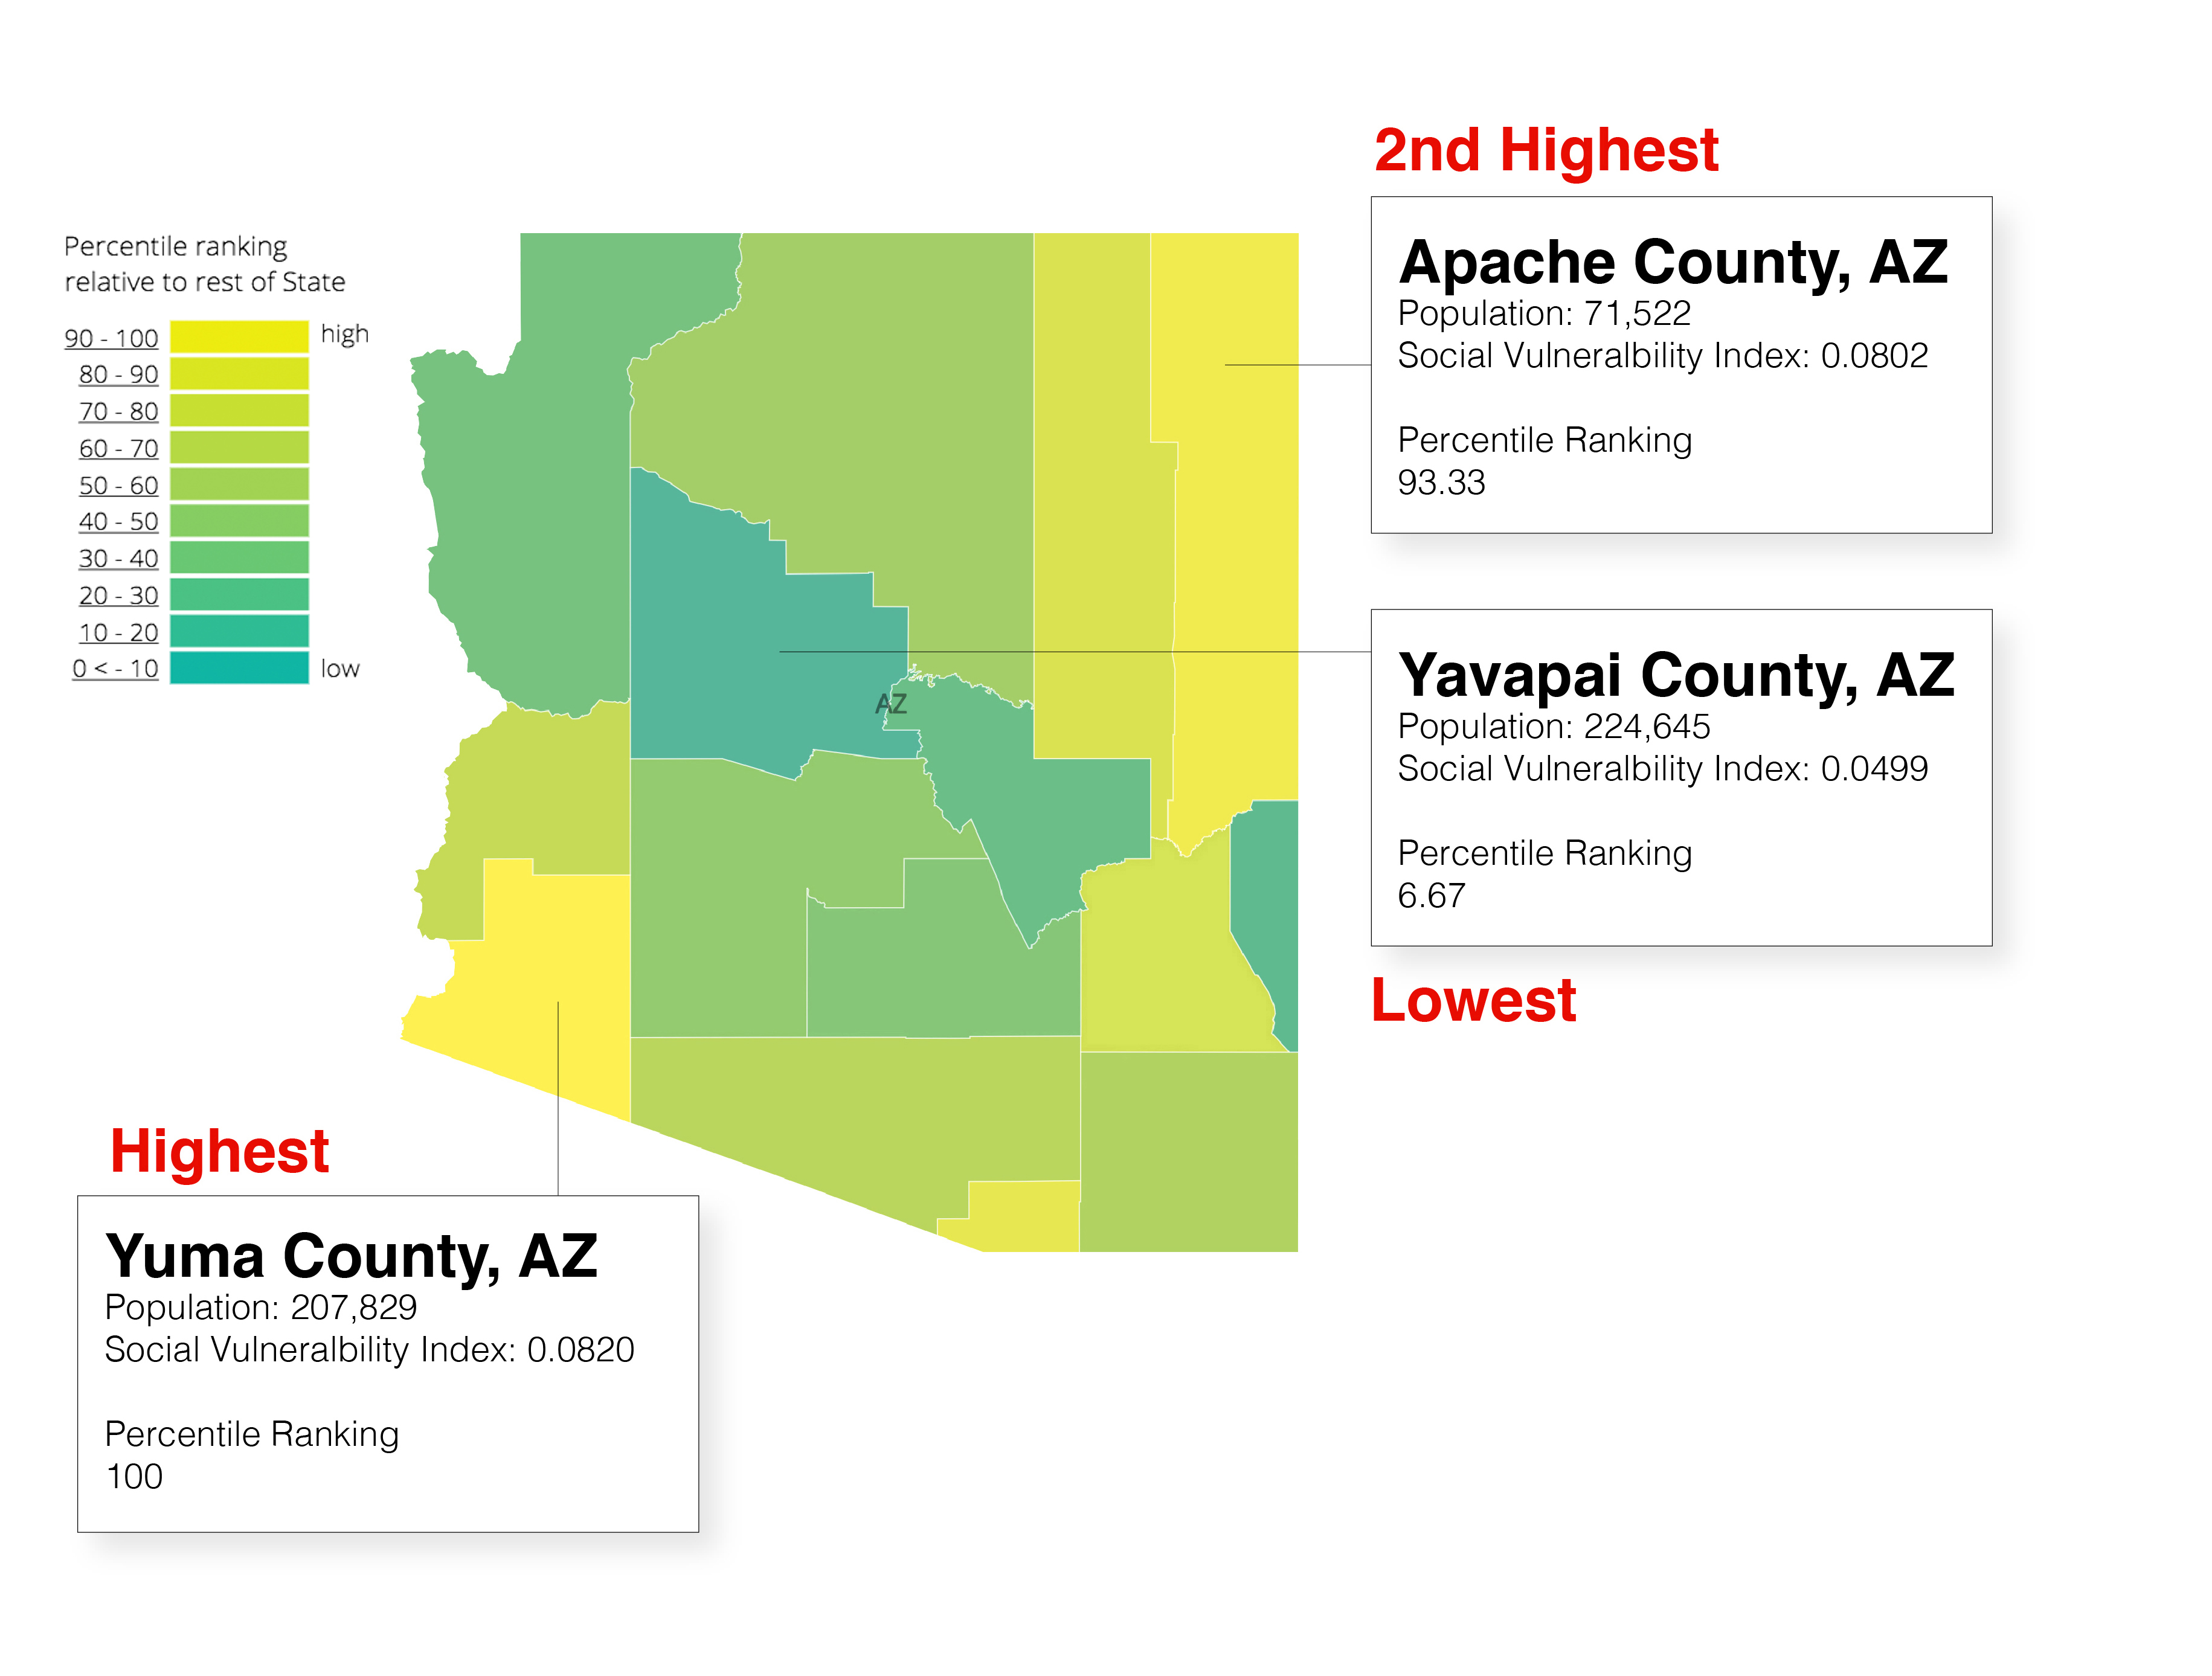 Percentile ranking
relative to rest of State
90 - 100
high
80 - 90
70 - 80
60 - 70
50 - 60
40 - 50
30 - 40
20 - 30
10 - 20
0 < - 10
low
AZ
2nd Highest
Apache County, AZ
Population: 71,522
Social Vulneralbility Index: 0.0802
Percentile Ranking
93.33
Yavapai County, AZ
Population: 224,645
Social Vulneralbility Index: 0.0499
Percentile Ranking
6.67
Lowest
Highest
Yuma County, AZ
Population: 207,829
Social Vulneralbility Index: 0.0820
Percentile Ranking
100